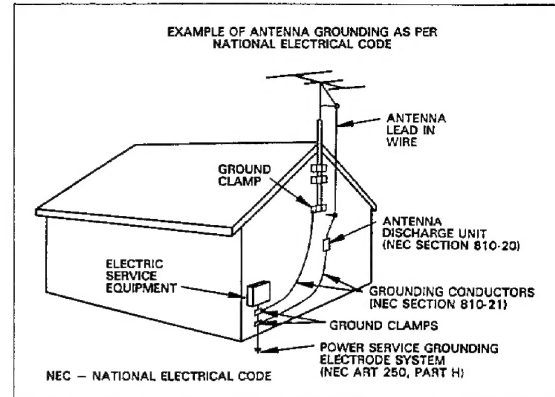 EXAMPLE OF ANTENNA GROUNDING AS PER
NATIONAL ELECTRICAL CODE
ANTENNA
LEAD IN
WIRE
GROUND
CLAMP
ANTENNA
DISCHARGE UNIT
(NEC SECTION 810-20)
ELECTRIC
SERVICE
EQUIPMENT
GROUNDING CONDUCTORS
(NEC SECTION 810-21)
GROUND CLAMPS
POWER SERVICE GROUNDING
ELECTRODE SYSTEM
(NEC ART 250, PART H)
NEC – NATIONAL ELECTRICAL CODE